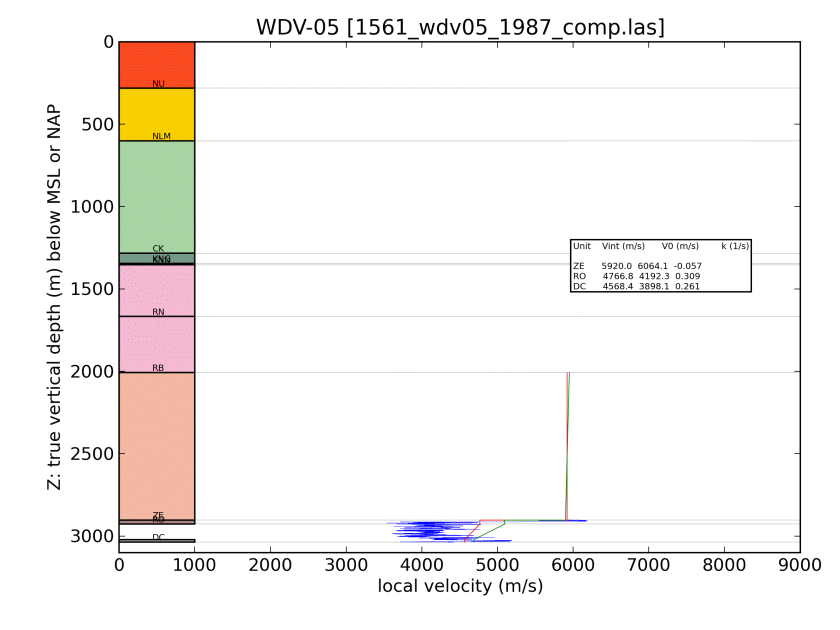 WDV-05 [1561_wdv05_1987_comp.las]
Z: true vertical depth (m) below MSL or NAP
0
500
1000
1500
2000
2500
3000
NU
NLM
CK
RN
RB
ZE
RO
DC
Unit Vint (m/s) V0 (m/s) k (1/s)
ZE 5920.0 6064.1 -0.057
RO 4766.8 4192.3 0.309
DC 4568.4 3898.1 0.261
0 1000 2000 3000 4000 5000 6000 7000 8000 9000
local velocity (m/s)